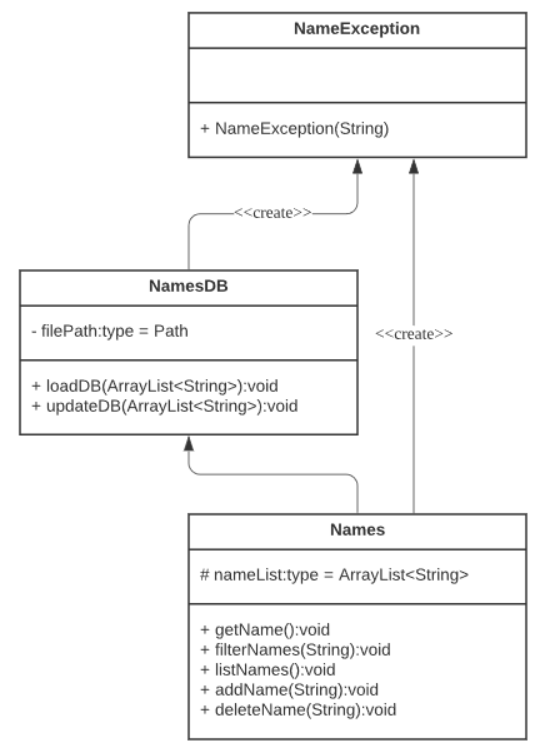 NameException
+ NameException(String)
<<create>>
NamesDB
- filePath:type = Path
<<create>>
+ loadDB(ArrayList<String>):void
+ updateDB(ArrayList<String>):void
Names
# nameList:type = ArrayList<String>
+ getName():void
+ filterNames(String):void
+ listNames():void
+ addName(String):void
+ deleteName(String):void